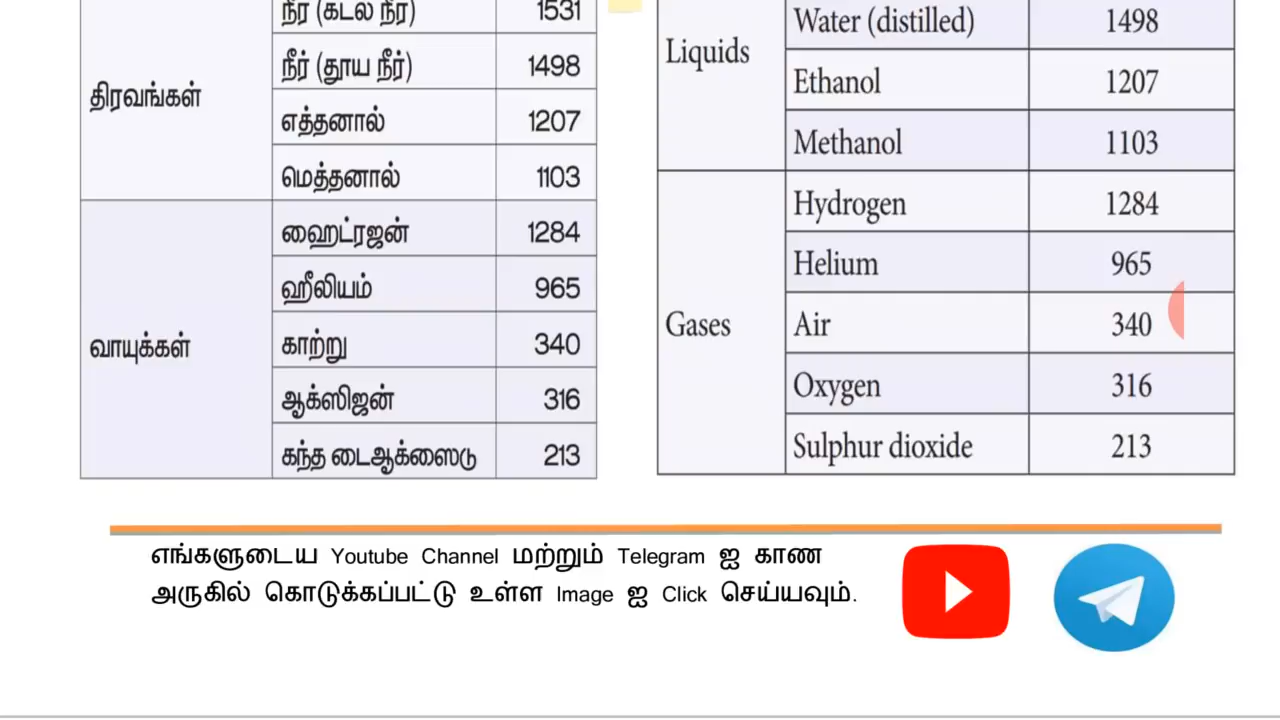 நீர் (கடல் நீர்) 1531
நீர் (தூய நீர்) 1498
திரவங்கள்
எத்தனால் 1207
மெத்தனால் 1103
ஹைட்ரஜன் 1284
ஹீலியம் 965
வாயுக்கள் காற்று 340
ஆக்ஸிஜன் 316
கந்த டைஆக்ஸைடு 213
Water (distilled) 1498
Liquids
Ethanol 1207
Methanol 1103
Hydrogen 1284
Helium 965
Gases Air 340
Oxygen 316
Sulphur dioxide 213
எங்களுடைய Youtube Channel மற்றும் Telegram ஐ காண
அருகில் கொடுக்கப்பட்டு உள்ள Image ஐ Click செய்யவும்.